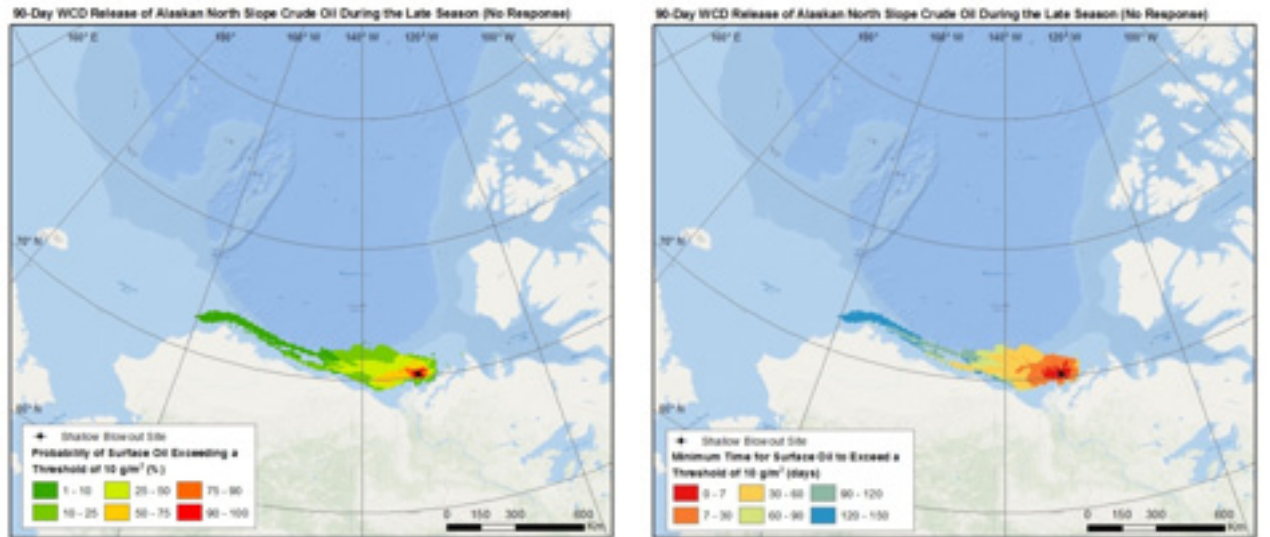 90-Day WCD Release of Alaskan North Slope Crude Oil During the Late Season (No Response)
160° E 180° 160° W 140° W 120° W 100° W
70° N
Shallow Blowout Site
Probability of Surface Oil Exceeding a
Threshold of 10 g/m² (%)
1 - 10 25 - 50 75 - 90
10 - 25 50 - 75 90 - 100
0 150 300 600
Km
90-Day WCD Release of Alaskan North Slope Crude Oil During the Late Season (No Response)
160° E 180° 160° W 140° W 120° W 100° W
70° N
Shallow Blowout Site
Minimum Time for Surface Oil to Exceed a
Threshold of 10 g/m² (days)
0 - 7 30 - 60 90 - 120
7 - 30 60 - 90 120 - 150
0 150 300 600
Km